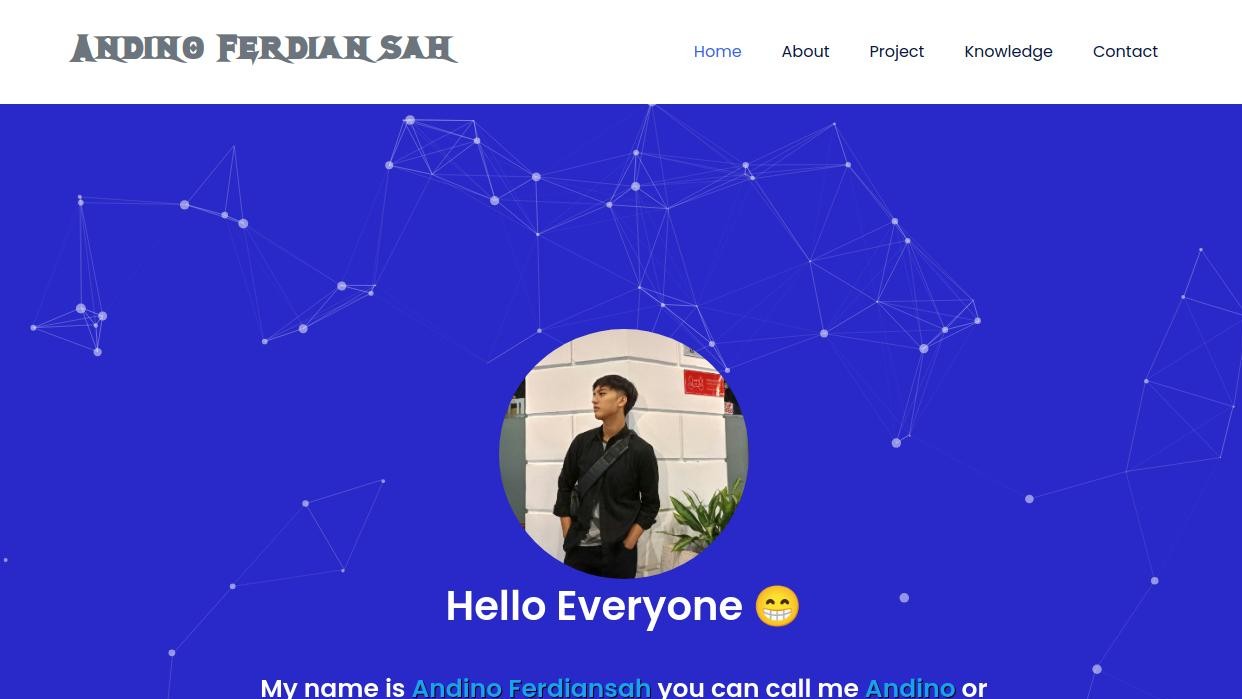 Andino Ferdian Sah
Home About Project Knowledge Contact
Hello Everyone 😁
My name is Andino Ferdiansah you can call me Andino or